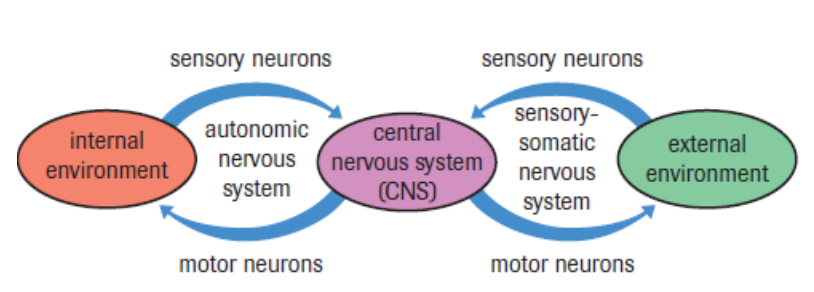 sensory neurons
sensory neurons
internal
environment
autonomic
nervous
system
central
nervous system
(CNS)
sensory-
somatic
nervous
system
external
environment
motor neurons
motor neurons